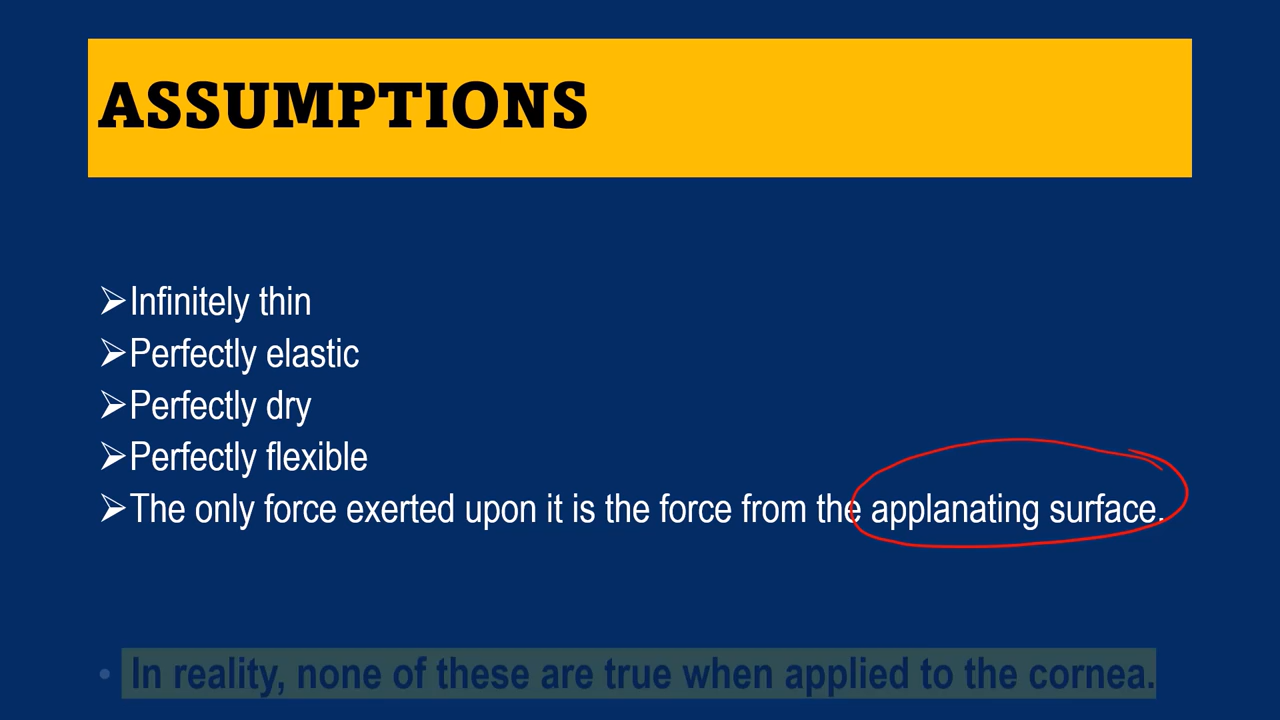 ASSUMPTIONS
➢Infinitely thin
➢Perfectly elastic
➢Perfectly dry
➢Perfectly flexible
➢The only force exerted upon it is the force from the applanating surface.
• In reality, none of these are true when applied to the cornea.